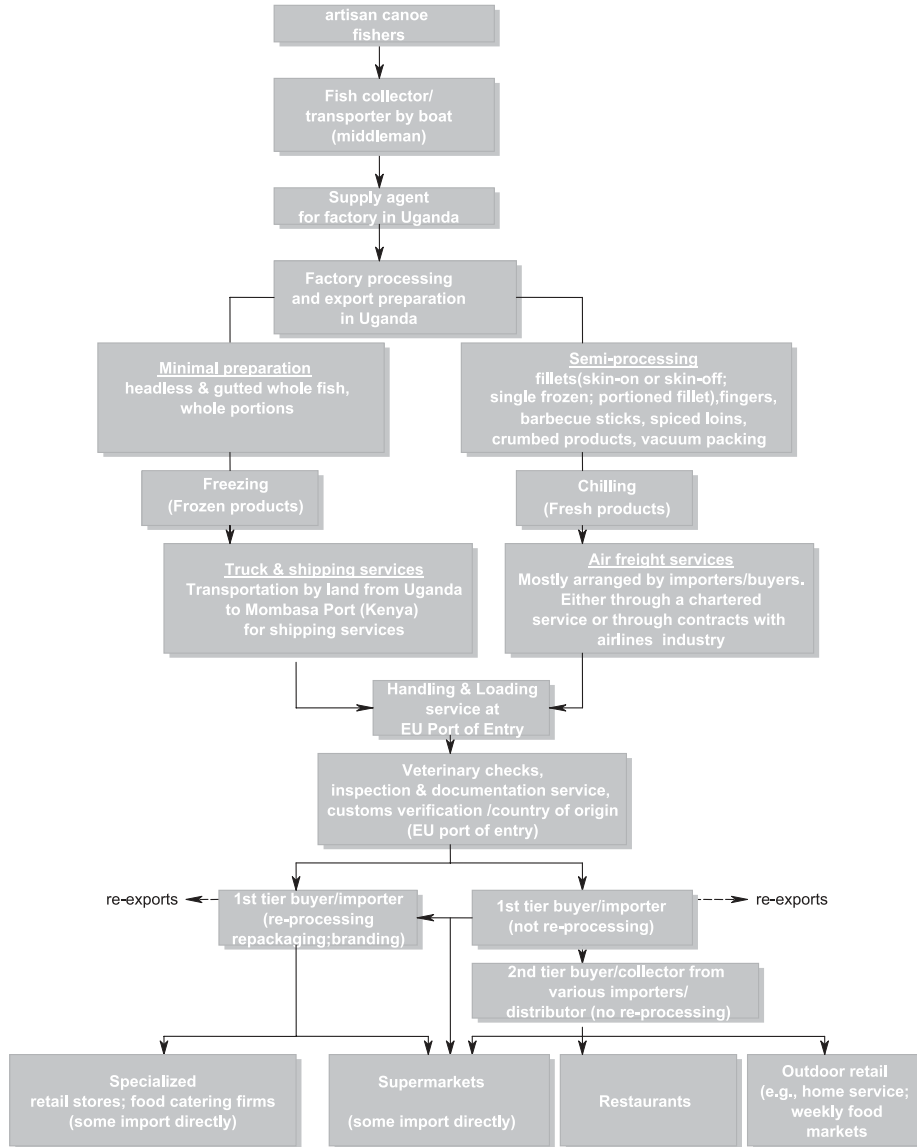 artisan canoe
fishers
Fish collector/
transporter by boat
(middleman)
Supply agent
for factory in Uganda
Factory processing
and export preparation
in Uganda
Minimal preparation
headless & gutted whole fish,
whole portions
Semi-processing
fillets(skin-on or skin-off;
single frozen; portioned fillet),fingers,
barbecue sticks, spiced loins,
crumbed products, vacuum packing
Freezing
(Frozen products)
Chilling
(Fresh products)
Truck & shipping services
Transportation by land from Uganda
to Mombasa Port (Kenya)
for shipping services
Air freight services
Mostly arranged by importers/buyers.
Either through a chartered
service or through contracts with
airlines industry
Handling & Loading
service at
EU Port of Entry
Veterinary checks,
inspection & documentation service,
customs verification /country of origin
(EU port of entry)
re-exports
1st tier buyer/importer
(re-processing
repackaging;branding)
1st tier buyer/importer
(not re-processing)
re-exports
2nd tier buyer/collector from
various importers/
distributor (no re-processing)
Specialized
retail stores; food catering firms
(some import directly)
Supermarkets
(some import directly)
Restaurants
Outdoor retail
(e.g., home service;
weekly food
markets